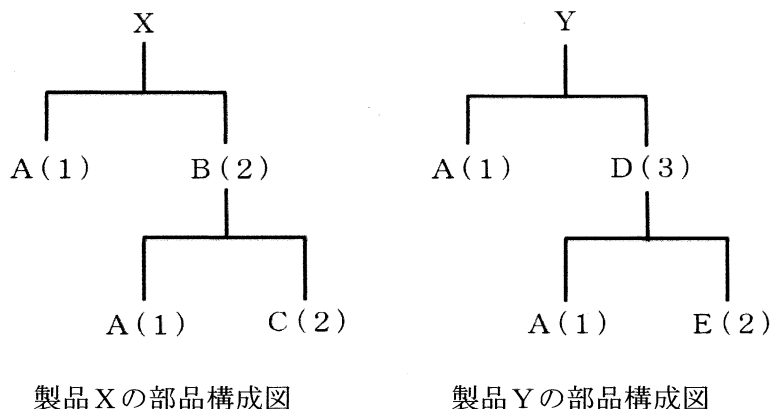 X
Y
A(1)
B(2)
A(1)
D(3)
A(1)
C(2)
A(1)
E(2)
製品Xの部品構成図
製品Yの部品構成図